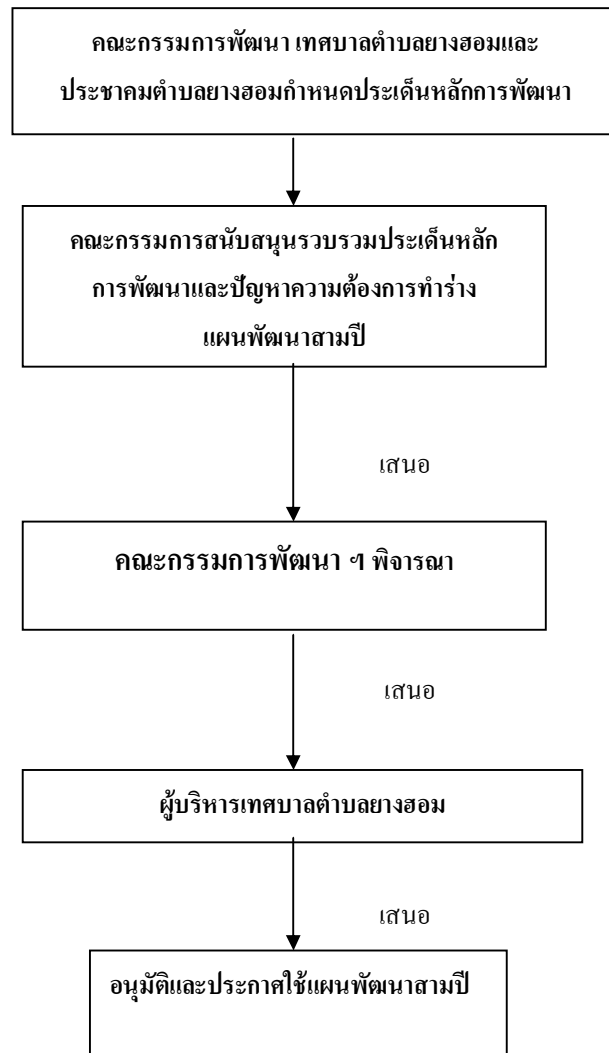 คณะกรรมการพัฒนา เทศบาลตำบลยางฮอมและ
ประชาคมตำบลยางฮอมกำหนดประเด็นหลักการพัฒนา
คณะกรรมการสนับสนุนรวบรวมประเด็นหลัก
การพัฒนาและปัญหาความต้องการทำร่าง
แผนพัฒนาสามปี
เสนอ
คณะกรรมการพัฒนา ฯ พิจารณา
เสนอ
ผู้บริหารเทศบาลตำบลยางฮอม
เสนอ
อนุมัติและประกาศใช้แผนพัฒนาสามปี